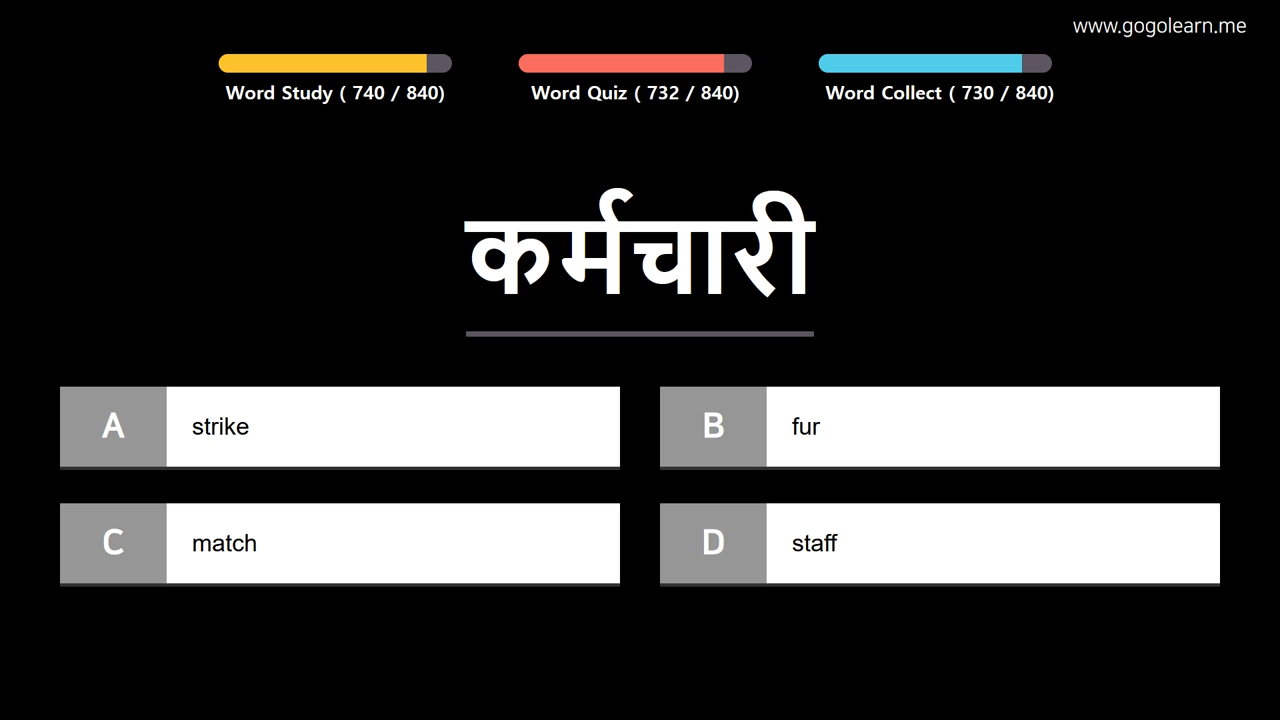 www.gogolearn.me
Word Study ( 740 / 840)
Word Quiz ( 732 / 840)
Word Collect ( 730 / 840)
कर्मचारी
A strike
B fur
C match
D staff